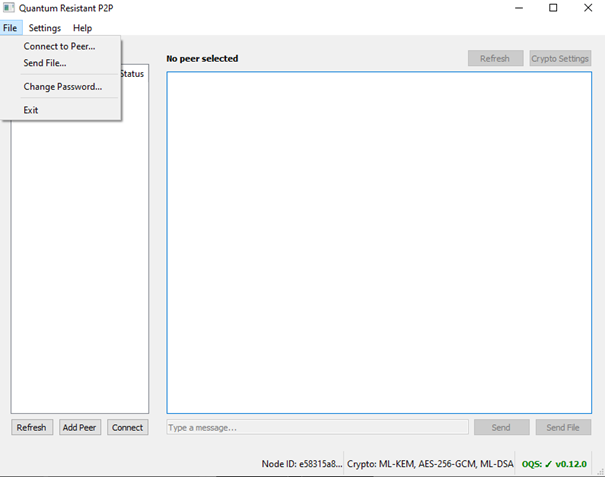 Quantum Resistant P2P
File Settings Help
Connect to Peer...
Send File...
Change Password...
Exit
Status
No peer selected
Refresh
Crypto Settings
Refresh
Add Peer
Connect
Type a message...
Send
Send File
Node ID: e58315a8...
Crypto: ML-KEM, AES-256-GCM, ML-DSA
OQS: ✓ v0.12.0